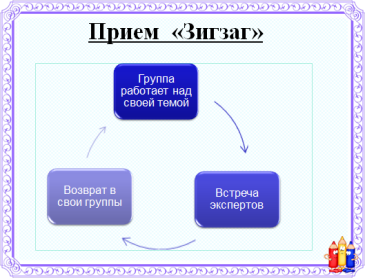 Прием «Зигзаг»
Группа
работает над
своей темой
Встреча
экспертов
Возврат в
свои группы